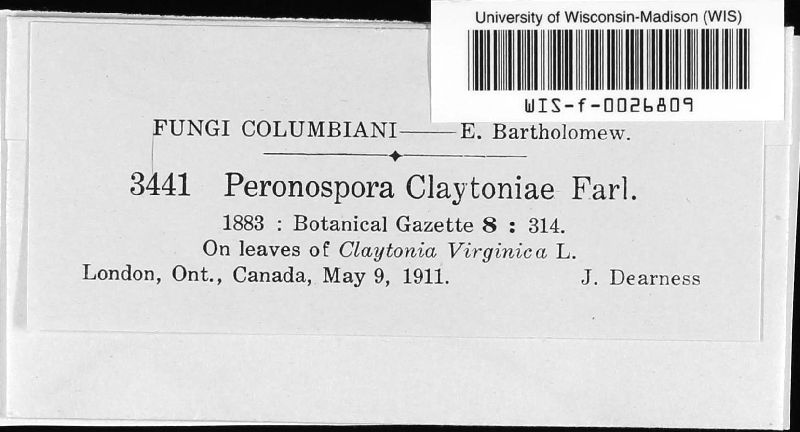 University of Wisconsin-Madison (WIS)
WIS-f-0026809
FUNGI COLUMBIANI——E. Bartholomew.
3441 Peronospora Claytoniae Farl.
1883 : Botanical Gazette 8 : 314.
On leaves of Claytonia Virginica L.
London, Ont., Canada, May 9, 1911. J. Dearness